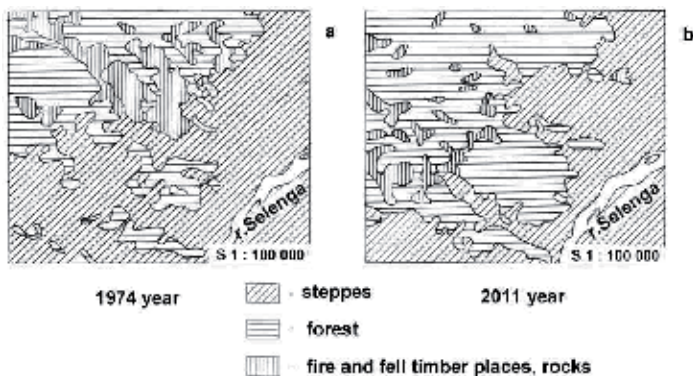 a
b
r.Selenga
r.Selenga
S 1 : 100 000
S 1 : 100 000
1974 year
2011 year
- steppes
- forest
- fire and fell timber places, rocks